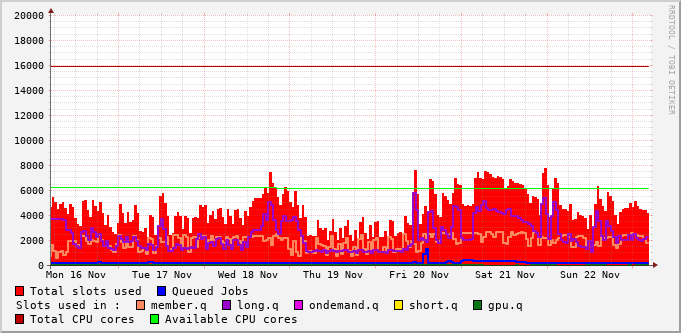 20000
18000
16000
14000
12000
10000
8000
6000
4000
2000
0
Mon 16 Nov Tue 17 Nov Wed 18 Nov Thu 19 Nov Fri 20 Nov Sat 21 Nov Sun 22 Nov
RRDTOOL / TOBI OETIKER
Total slots used Queued Jobs
Slots used in : member.q long.q ondemand.q short.q gpu.q
Total CPU cores Available CPU cores